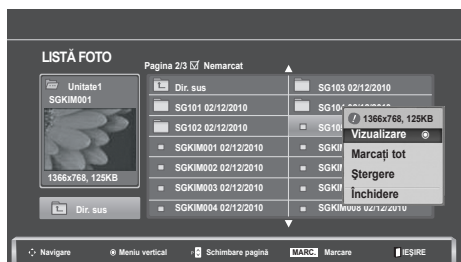 LISTĂ FOTO
Pagina 2/3 Nemarcat
Unitate1
SGKIM001
1366x768, 125KB
Dir. sus
Dir. sus
SG101 02/12/2010
SG102 02/12/2010
SGKIM001 02/12/2010
SGKIM002 02/12/2010
SGKIM003 02/12/2010
SGKIM004 02/12/2010
SG103 02/12/2010
SGKIM008 02/12/2010
1366x768, 125KB
Vizualizare
Marcați tot
Ştergere
Închidere
Navigare
Meniu vertical
P Schimbare pagină
MARC. Marcare
IEŞIRE